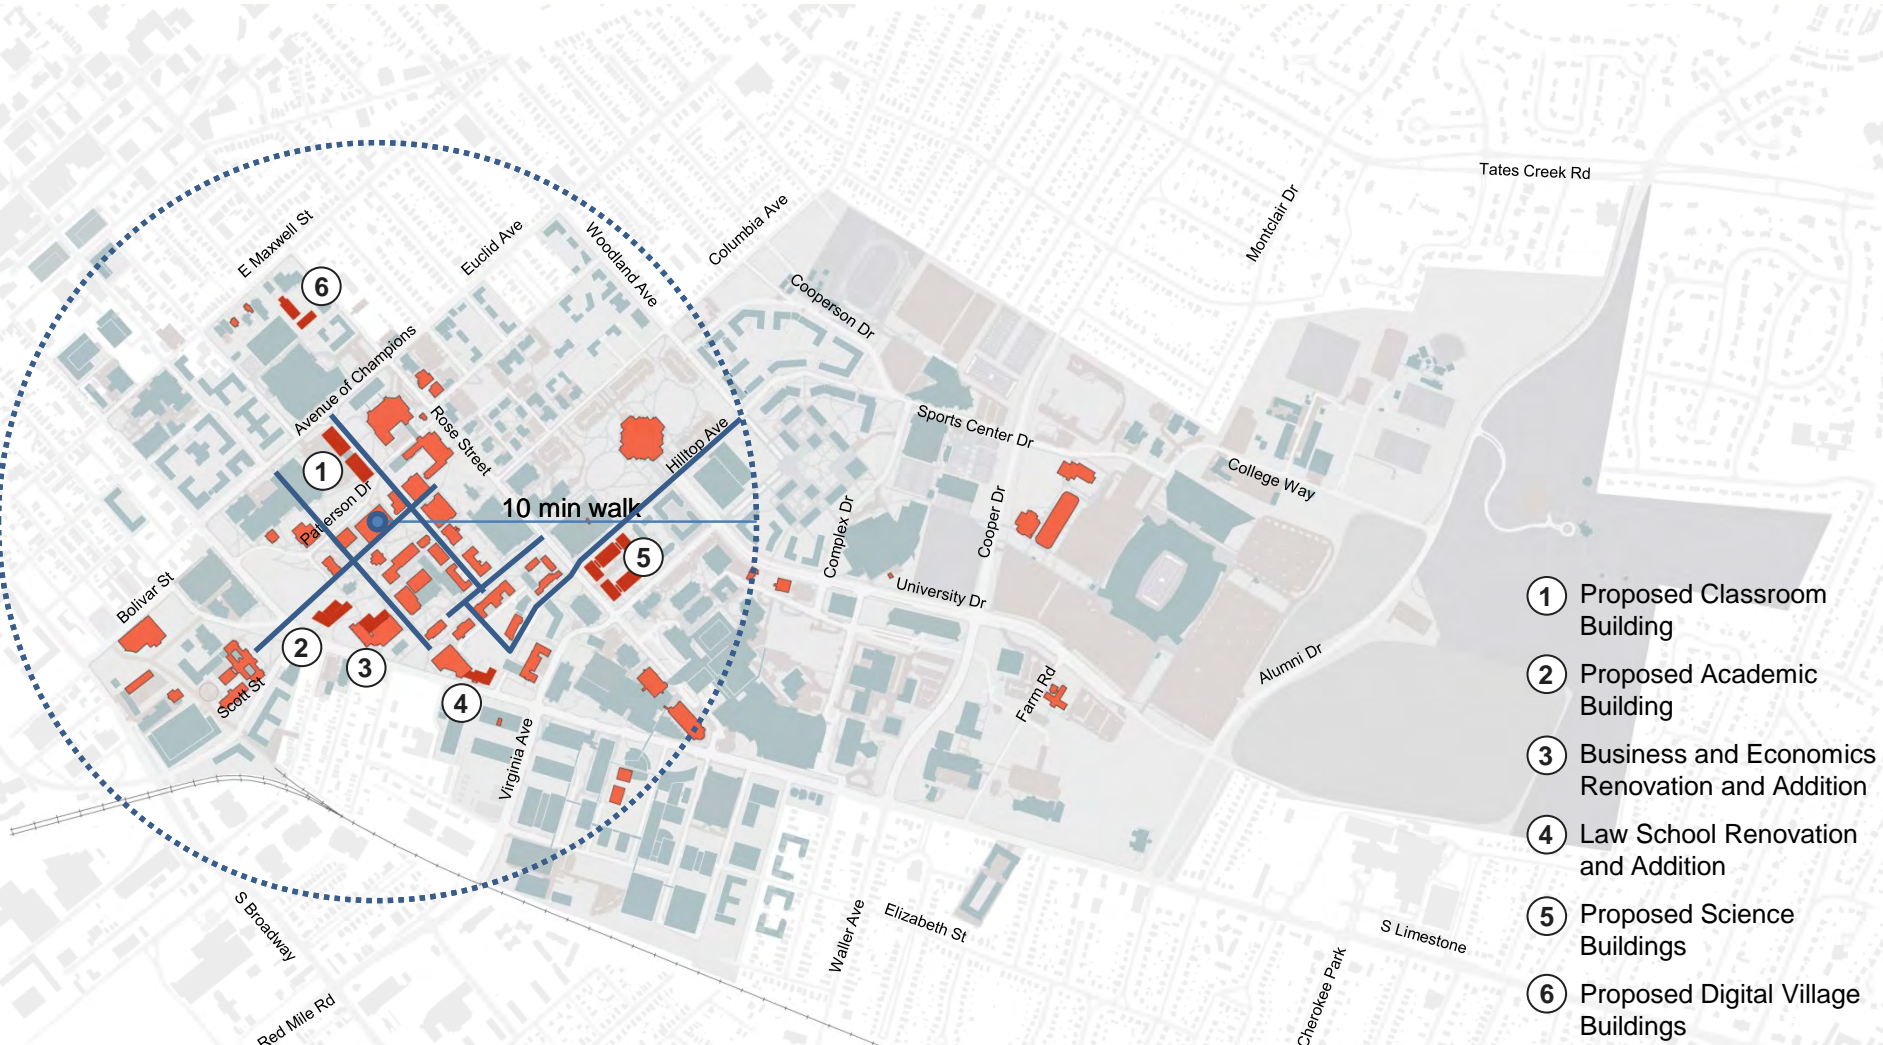 Tates Creek Rd
Montclair Dr
Columbia Ave
E Maxwell St
Euclid Ave
Woodland Ave
6
Cooperson Dr
Avenue of Champions
Rose Street
Sports Center Dr
Hilltop Ave
1
College Way
Patterson Dr
10 min walk
Cooper Dr
Complex Dr
5
Bolivar St
University Dr
2
3
Scott St
4
Alumni Dr
Farm Rd
Virginia Ave
S Broadway
Waller Ave
Elizabeth St
S Limestone
Cherokee Park
Red Mile Rd
1 Proposed Classroom
Building
2 Proposed Academic
Building
3 Business and Economics
Renovation and Addition
4 Law School Renovation
and Addition
5 Proposed Science
Buildings
6 Proposed Digital Village
Buildings